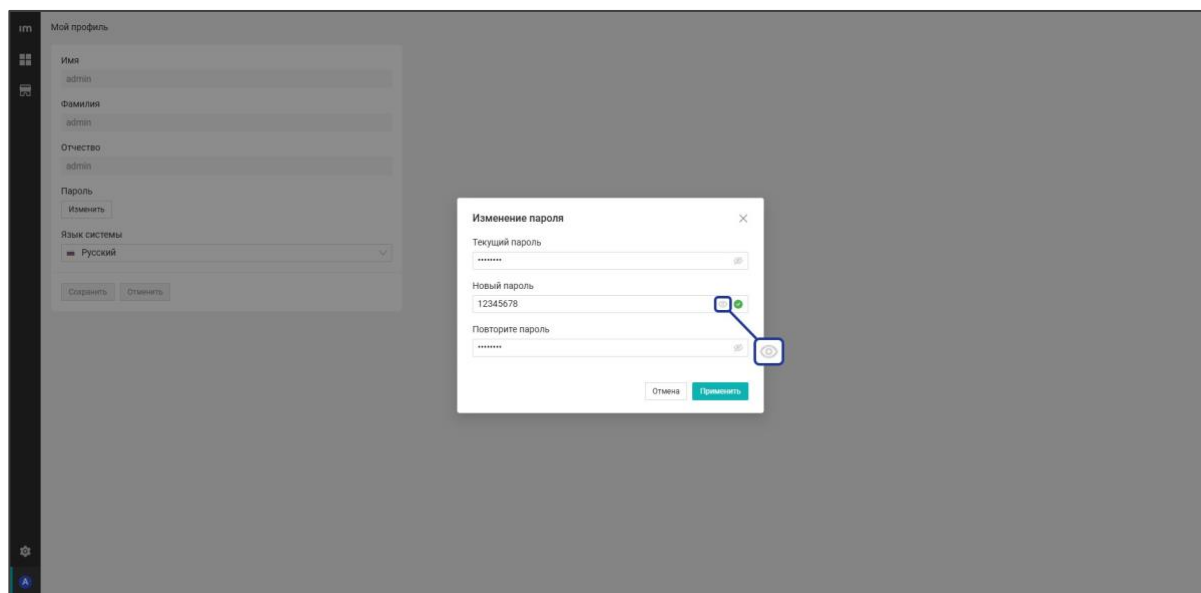 ım
Мой профиль
Имя
admin
Фамилия
admin
Отчество
admin
Пароль
Изменить
Язык системы
Русский
Сохранить Отменить
Изменение пароля
Текущий пароль
••••••••
Новый пароль
12345678
Повторите пароль
••••••••
Отмена Применить
A